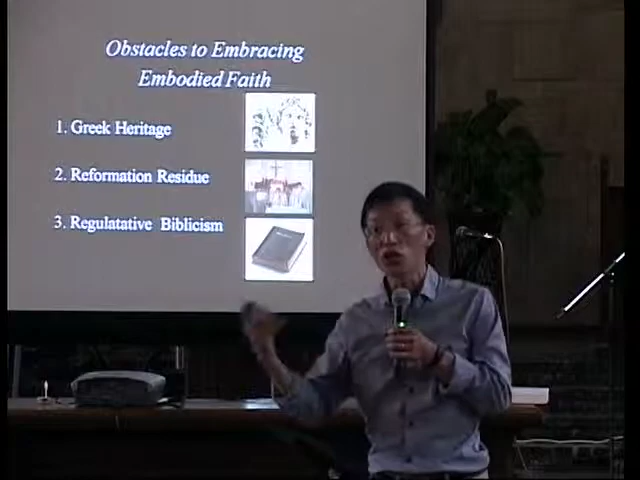 Obstacles to Embracing
Embodied Faith
1. Greek Heritage
2. Reformation Residue
3. Regulatative Biblicism